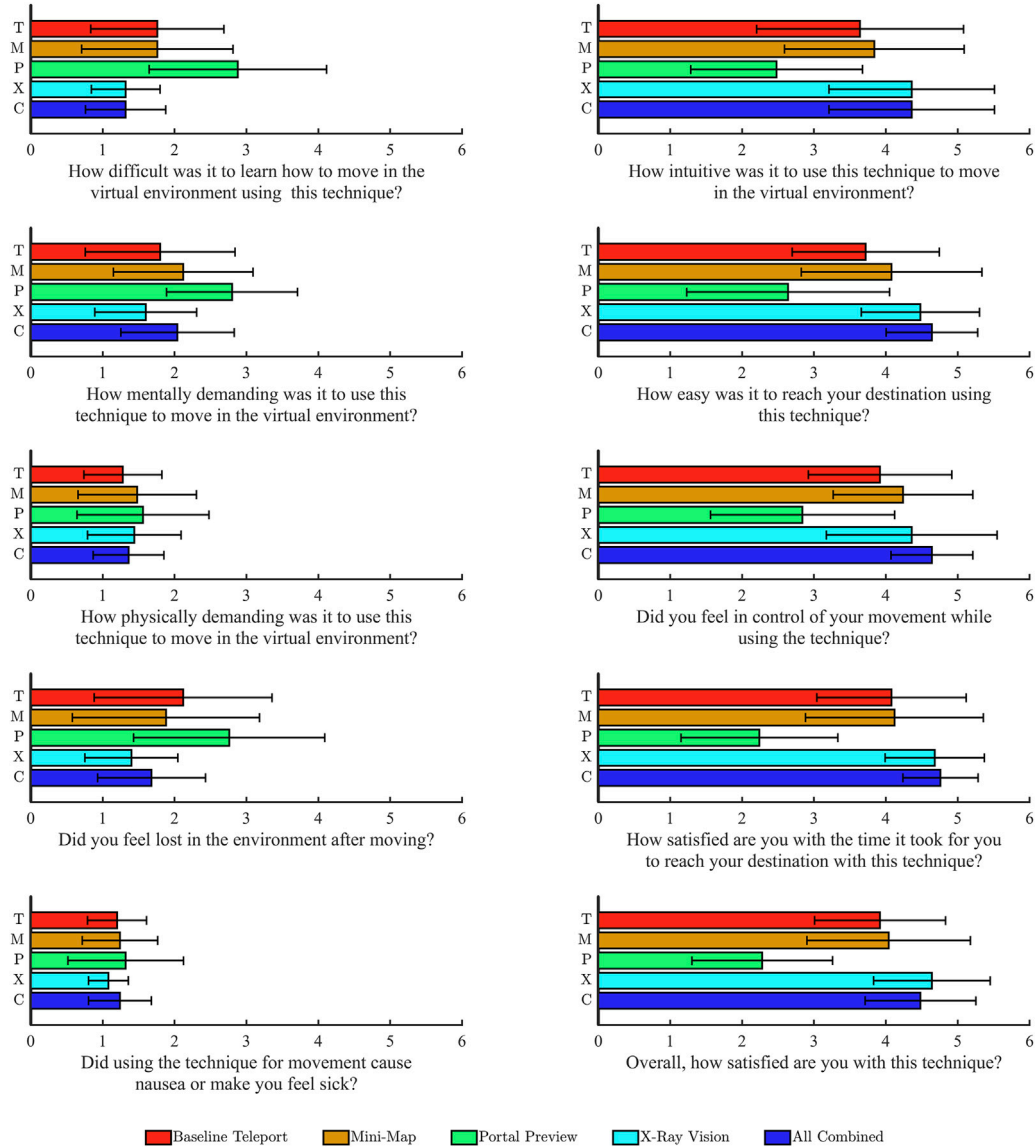 T
M
P
X
C
0 1 2 3 4 5 6
How difficult was it to learn how to move in the
virtual environment using this technique?
T
M
P
X
C
0 1 2 3 4 5 6
How intuitive was it to use this technique to move
in the virtual environment?
T
M
P
X
C
0 1 2 3 4 5 6
How mentally demanding was it to use this
technique to move in the virtual environment?
T
M
P
X
C
0 1 2 3 4 5 6
How easy was it to reach your destination using
this technique?
T
M
P
X
C
0 1 2 3 4 5 6
How physically demanding was it to use this
technique to move in the virtual environment?
T
M
P
X
C
0 1 2 3 4 5 6
Did you feel in control of your movement while
using the technique?
T
M
P
X
C
0 1 2 3 4 5 6
Did you feel lost in the environment after moving?
T
M
P
X
C
0 1 2 3 4 5 6
How satisfied are you with the time it took for you
to reach your destination with this technique?
T
M
P
X
C
0 1 2 3 4 5 6
Did using the technique for movement cause
nausea or make you feel sick?
T
M
P
X
C
0 1 2 3 4 5 6
Overall, how satisfied are you with this technique?
Baseline Teleport Mini-Map Portal Preview X-Ray Vision All Combined